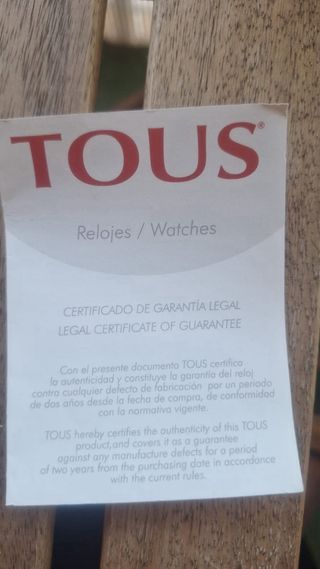 TOUS®
Relojes / Watches
CERTIFICADO DE GARANTÍA LEGAL
LEGAL CERTIFICATE OF GUARANTEE
Con el presente documento TOUS certifica
la autenticidad y constituye la garantía del reloj
contra cualquier defecto de fabricación por un periodo
de dos años desde la fecha de compra, de conformidad
con la normativa vigente.
TOUS hereby certifies the authenticity of this TOUS
product,and covers it as a guarantee
against any manufacture defects for a period
of two years from the purchasing date in accordance
with the current rules.